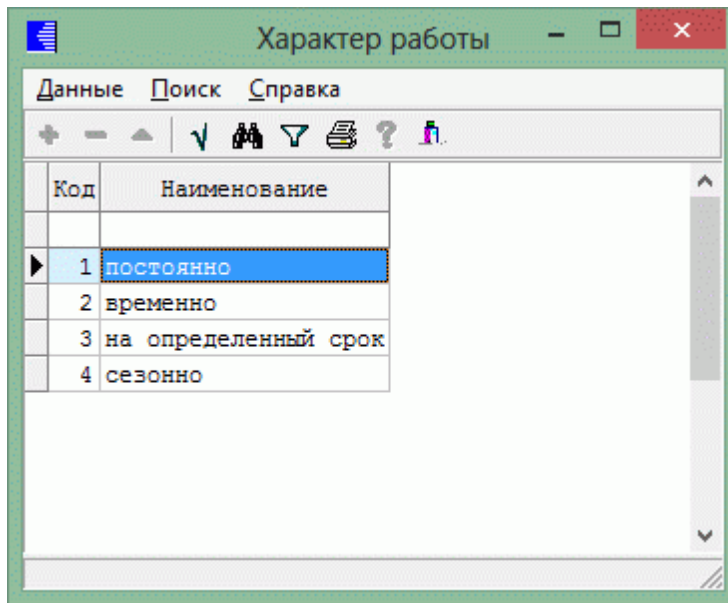 Характер работы
Данные Поиск Справка
Код Наименование
1 постоянно
2 временно
3 на определенный срок
4 сезонно